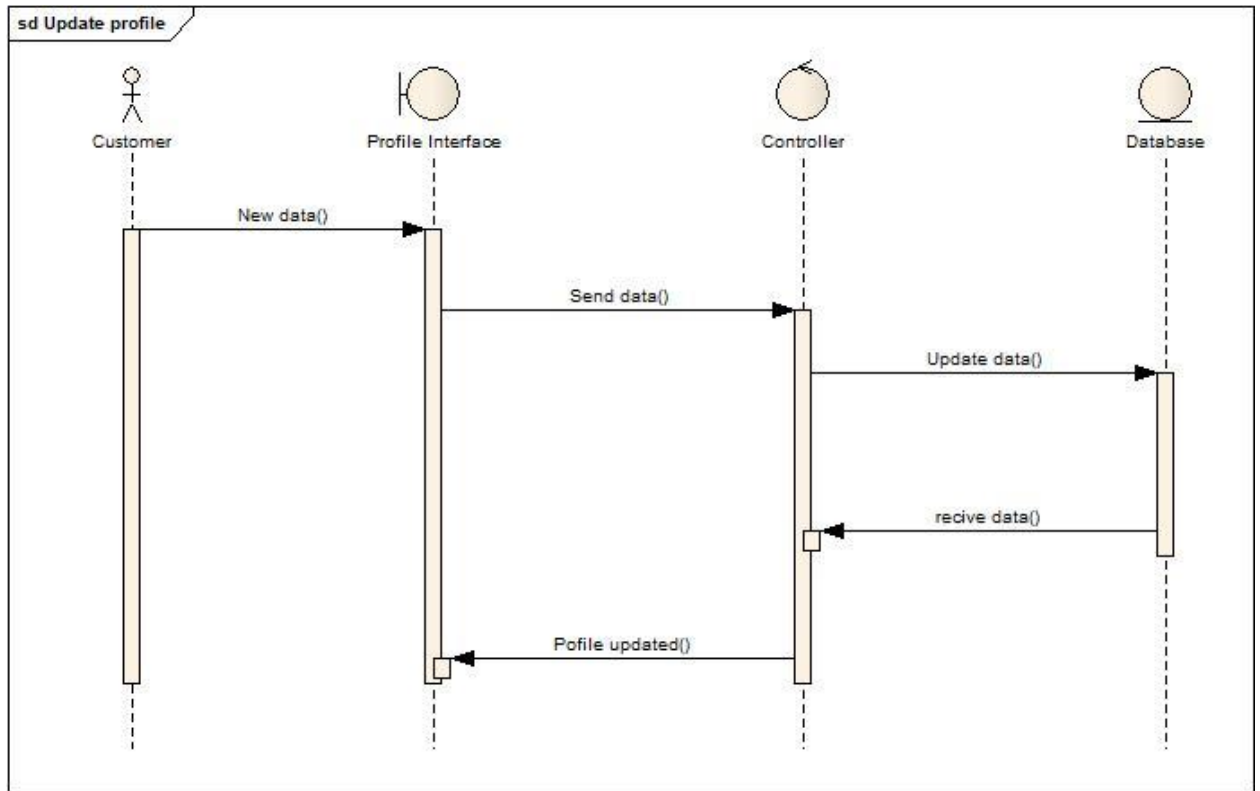 sd Update profile
Customer
Profile Interface
Controller
Database
New data()
Send data()
Update data()
recive data()
Pofile updated()